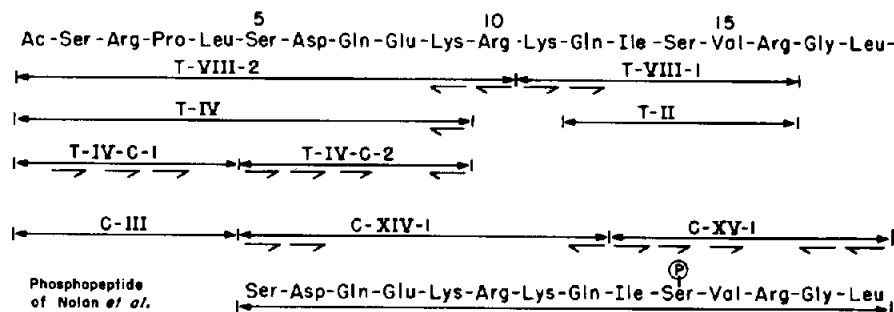 5 10 15
Ac-Ser-Arg-Pro-Leu-Ser-Asp-Gln-Glu-Lys-Arg-Lys-Gln-Ile-Ser-Val-Arg-Gly-Leu-
T-VIII-2 T-VIII-1
T-IV T-II
T-IV-C-1 T-IV-C-2
C-III C-XIV-1 C-XV-1
P
Phosphopeptide Ser-Asp-Gln-Glu-Lys-Arg-Lys-Gln-Ile-Ser-Val-Arg-Gly-Leu
of Nolan et al.